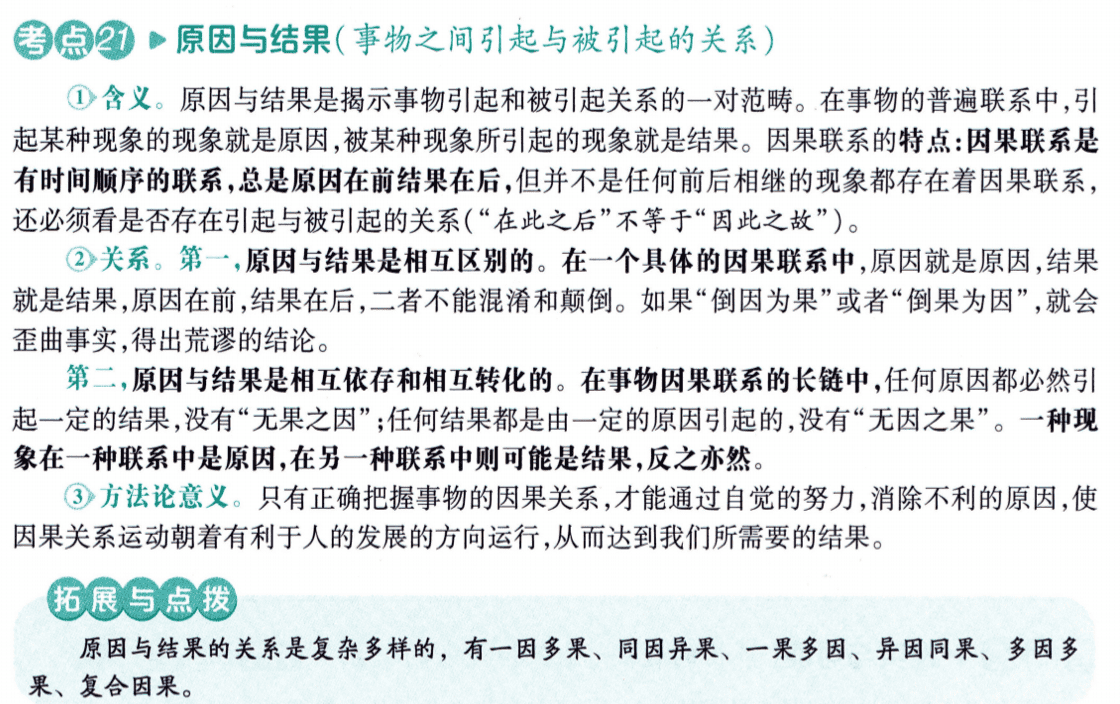 考点21 ▶ 原因与结果(事物之间引起与被引起的关系)
①含义。原因与结果是揭示事物引起和被引起关系的一对范畴。在事物的普遍联系中,引
起某种现象的现象就是原因,被某种现象所引起的现象就是结果。因果联系的特点:因果联系是
有时间顺序的联系,总是原因在前结果在后,但并不是任何前后相继的现象都存在着因果联系,
还必须看是否存在引起与被引起的关系(“在此之后”不等于“因此之故”)。
②关系。第一,原因与结果是相互区别的。在一个具体的因果联系中,原因就是原因,结果
就是结果,原因在前,结果在后,二者不能混淆和颠倒。如果“倒因为果”或者“倒果为因”,就会
歪曲事实,得出荒谬的结论。
第二,原因与结果是相互依存和相互转化的。在事物因果联系的长链中,任何原因都必然引
起一定的结果,没有“无果之因”;任何结果都是由一定的原因引起的,没有“无因之果”。一种现
象在一种联系中是原因,在另一种联系中则可能是结果,反之亦然。
③方法论意义。只有正确把握事物的因果关系,才能通过自觉的努力,消除不利的原因,使
因果关系运动朝着有利于人的发展的方向运行,从而达到我们所需要的结果。
拓展与点拨
原因与结果的关系是复杂多样的,有一因多果、同因异果、一果多因、异因同果、多因多
果、复合因果。